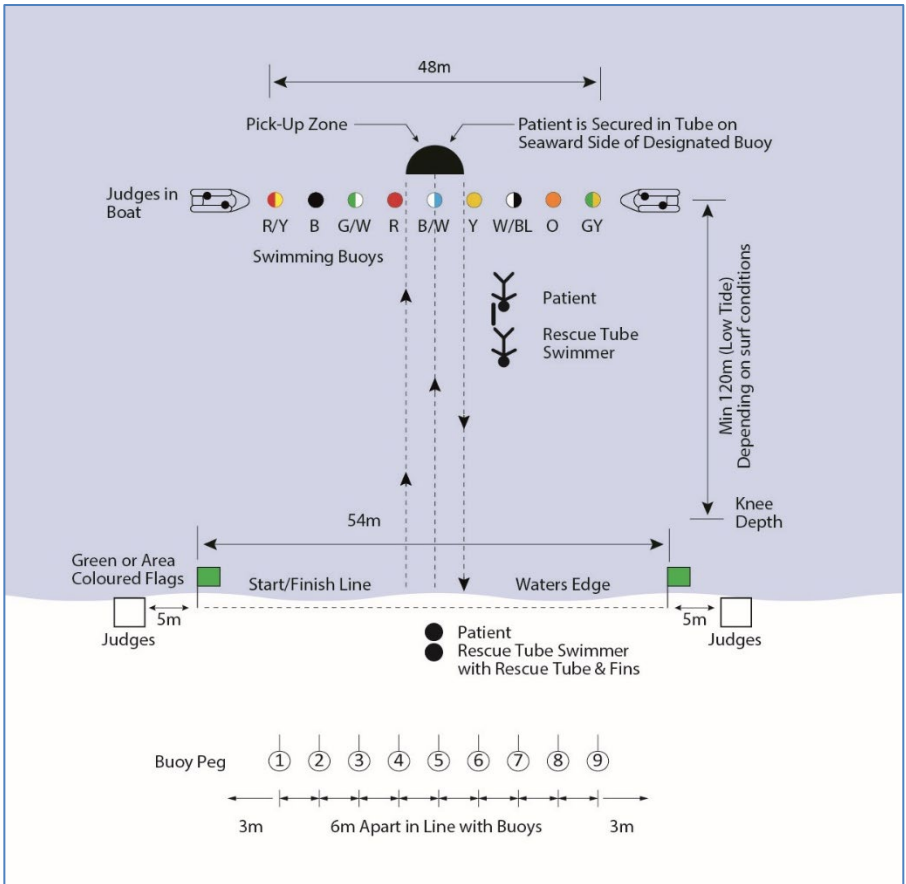 48m
Pick-Up Zone
Patient is Secured in Tube on
Seaward Side of Designated Buoy
Judges in
Boat
R/Y B G/W R B/W Y W/BL O GY
Swimming Buoys
Patient
Rescue Tube
Swimmer
Min 120m (Low Tide)
Depending on surf conditions
Knee
Depth
54m
Green or Area
Coloured Flags
Start/Finish Line
Waters Edge
5m
5m
Judges
Judges
Patient
Rescue Tube Swimmer
with Rescue Tube & Fins
Buoy Peg
1 2 3 4 5 6 7 8 9
3m
6m Apart in Line with Buoys
3m